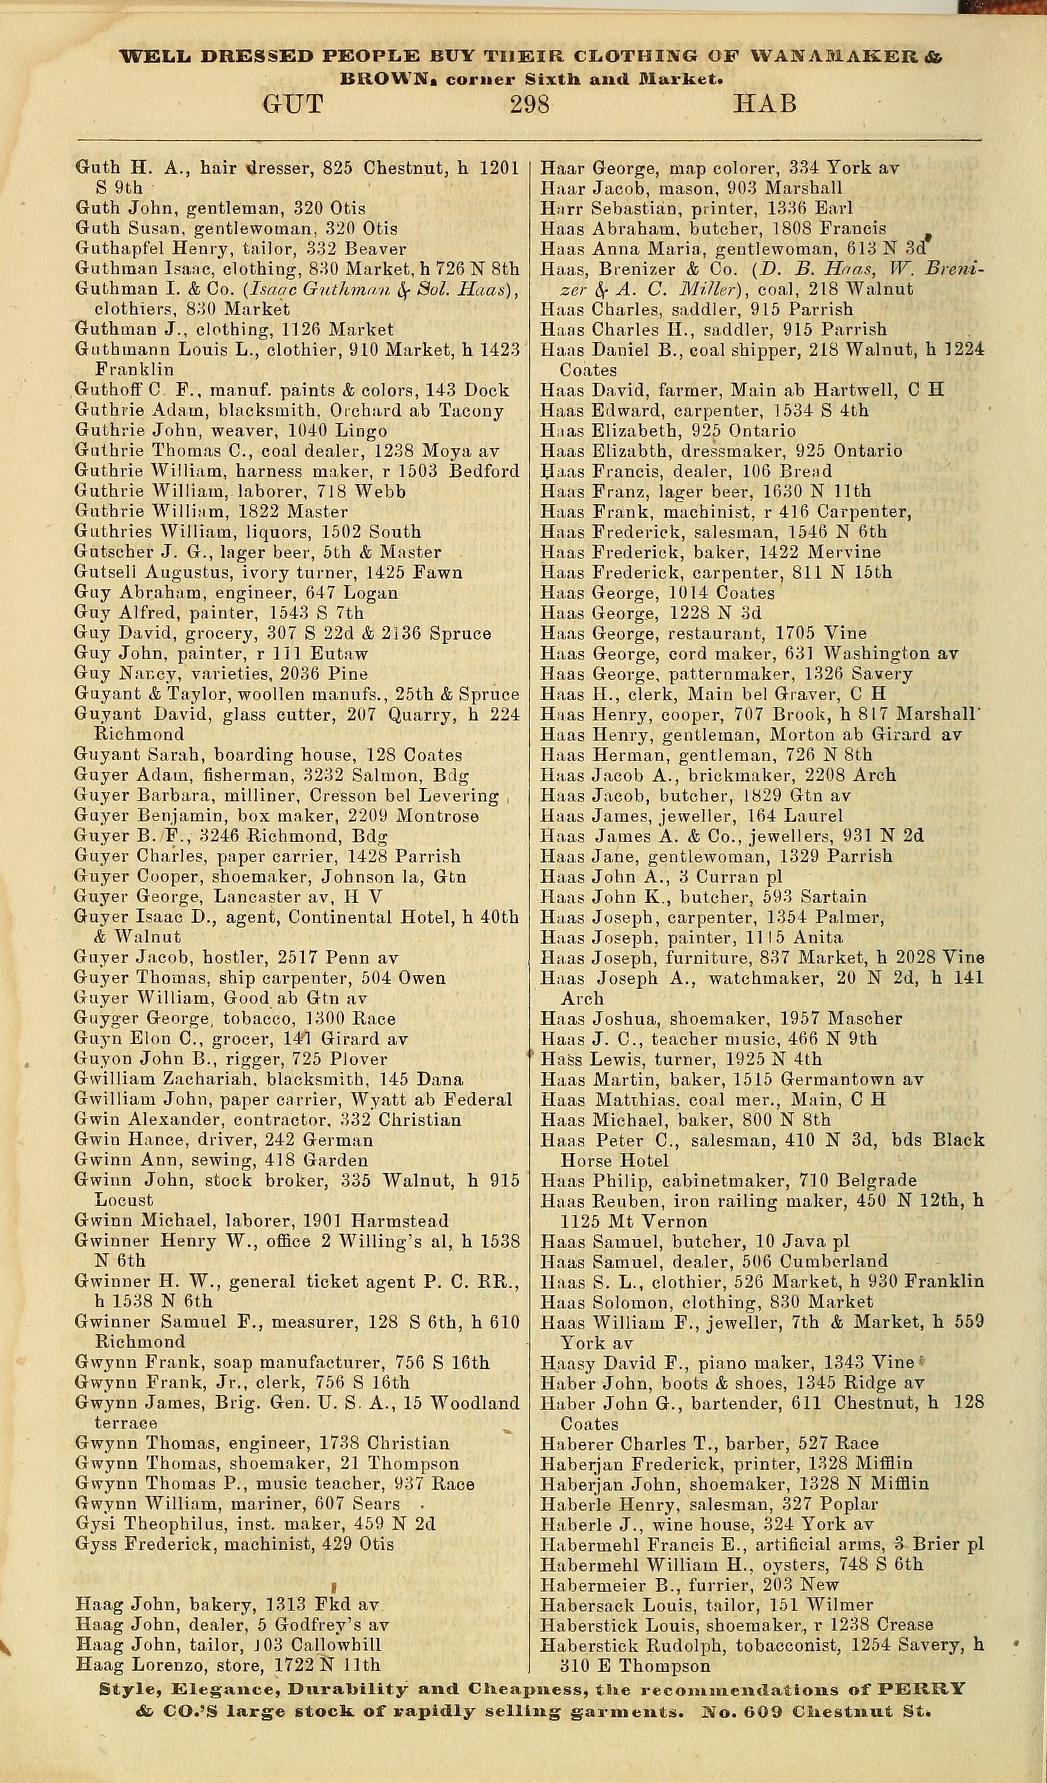 WELL DRESSED PEOPLE BUY THEIR CLOTHING OF WANAMAKER &
BROWN, corner Sixth and Market.
GUT 298 HAB
Guth H. A., hair dresser, 825 Chestnut, h 1201
S 9th
Guth John, gentleman, 320 Otis
Guth Susan, gentlewoman, 320 Otis
Guthapfel Henry, tailor, 332 Beaver
Guthman Isaac, clothing, 830 Market, h 726 N 8th
Guthman I. & Co. (Isaac Guthman & Sol. Haas),
clothiers, 830 Market
Guthman J., clothing, 1126 Market
Guthmann Louis L., clothier, 910 Market, h 1423
Franklin
Guthoff C. F., manuf. paints & colors, 143 Dock
Guthrie Adam, blacksmith, Orchard ab Tacony
Guthrie John, weaver, 1040 Lingo
Guthrie Thomas C., coal dealer, 1238 Moya av
Guthrie William, harness maker, r 1503 Bedford
Guthrie William, laborer, 718 Webb
Guthrie William, 1822 Master
Guthries William, liquors, 1502 South
Gutscher J. G., lager beer, 5th & Master
Gutsell Augustus, ivory turner, 1425 Fawn
Guy Abraham, engineer, 647 Logan
Guy Alfred, painter, 1543 S 7th
Guy David, grocery, 307 S 22d & 2136 Spruce
Guy John, painter, r 111 Eutaw
Guy Nancy, varieties, 2036 Pine
Guyant & Taylor, woollen manufs., 25th & Spruce
Guyant David, glass cutter, 207 Quarry, h 224
Richmond
Guyant Sarah, boarding house, 128 Coates
Guyer Adam, fisherman, 3232 Salmon, Bdg
Guyer Barbara, milliner, Cresson bel Levering
Guyer Benjamin, box maker, 2209 Montrose
Guyer B. F., 3246 Richmond, Bdg
Guyer Charles, paper carrier, 1428 Parrish
Guyer Cooper, shoemaker, Johnson la, Gtn
Guyer George, Lancaster av, H V
Guyer Isaac D., agent, Continental Hotel, h 40th
& Walnut
Guyer Jacob, hostler, 2517 Penn av
Guyer Thomas, ship carpenter, 504 Owen
Guyer William, Good ab Gtn av
Guyger George, tobacco, 1300 Race
Guyn Elon C., grocer, 141 Girard av
Guyon John B., rigger, 725 Plover
Gwilliam Zachariah, blacksmith, 145 Dana
Gwilliam John, paper carrier, Wyatt ab Federal
Gwin Alexander, contractor, 332 Christian
Gwin Hance, driver, 242 German
Gwinn Ann, sewing, 418 Garden
Gwinn John, stock broker, 335 Walnut, h 915
Locust
Gwinn Michael, laborer, 1901 Harmstead
Gwinner Henry W., office 2 Willing's al, h 1538
N 6th
Gwinner H. W., general ticket agent P. C. RR.,
h 1538 N 6th
Gwinner Samuel F., measurer, 128 S 6th, h 610
Richmond
Gwynn Frank, soap manufacturer, 756 S 16th
Gwynn Frank, Jr., clerk, 756 S 16th
Gwynn James, Brig. Gen. U. S. A., 15 Woodland
terrace
Gwynn Thomas, engineer, 1738 Christian
Gwynn Thomas, shoemaker, 21 Thompson
Gwynn Thomas P., music teacher, 937 Race
Gwynn William, mariner, 607 Sears
Gysi Theophilus, inst. maker, 459 N 2d
Gyss Frederick, machinist, 429 Otis
Haag John, bakery, 1313 Fkd av
Haag John, dealer, 5 Godfrey's av
Haag John, tailor, 103 Callowhill
Haag Lorenzo, store, 1722 N 11th
Haar George, map colorer, 334 York av
Haar Jacob, mason, 903 Marshall
Harr Sebastian, printer, 1336 Earl
Haas Abraham, butcher, 1808 Francis
Haas Anna Maria, gentlewoman, 613 N 3d
Haas, Brenizer & Co. (D. B. Haas, W. Breni-
zer & A. C. Miller), coal, 218 Walnut
Haas Charles, saddler, 915 Parrish
Haas Charles H., saddler, 915 Parrish
Haas Daniel B., coal shipper, 218 Walnut, h 1224
Coates
Haas David, farmer, Main ab Hartwell, C H
Haas Edward, carpenter, 1534 S 4th
Haas Elizabeth, 925 Ontario
Haas Elizabth, dressmaker, 925 Ontario
Haas Francis, dealer, 106 Bread
Haas Franz, lager beer, 1630 N 11th
Haas Frank, machinist, r 416 Carpenter,
Haas Frederick, salesman, 1546 N 6th
Haas Frederick, baker, 1422 Mervine
Haas Frederick, carpenter, 811 N 15th
Haas George, 1014 Coates
Haas George, 1228 N 3d
Haas George, restaurant, 1705 Vine
Haas George, cord maker, 631 Washington av
Haas George, patternmaker, 1326 Savery
Haas H., clerk, Main bel Graver, C H
Haas Henry, cooper, 707 Brook, h 817 Marshall
Haas Henry, gentleman, Morton ab Girard av
Haas Herman, gentleman, 726 N 8th
Haas Jacob A., brickmaker, 2208 Arch
Haas Jacob, butcher, 1829 Gtn av
Haas James, jeweller, 164 Laurel
Haas James A. & Co., jewellers, 931 N 2d
Haas Jane, gentlewoman, 1329 Parrish
Haas John A., 3 Curran pl
Haas John K., butcher, 593 Sartain
Haas Joseph, carpenter, 1354 Palmer,
Haas Joseph, painter, 1115 Anita
Haas Joseph, furniture, 837 Market, h 2028 Vine
Haas Joseph A., watchmaker, 20 N 2d, h 141
Arch
Haas Joshua, shoemaker, 1957 Mascher
Haas J. C., teacher music, 466 N 9th
Hass Lewis, turner, 1925 N 4th
Haas Martin, baker, 1515 Germantown av
Haas Matthias, coal mer., Main, C H
Haas Michael, baker, 800 N 8th
Haas Peter C., salesman, 410 N 3d, bds Black
Horse Hotel
Haas Philip, cabinetmaker, 710 Belgrade
Haas Reuben, iron railing maker, 450 N 12th, h
1125 Mt Vernon
Haas Samuel, butcher, 10 Java pl
Haas Samuel, dealer, 506 Cumberland
Haas S. L., clothier, 526 Market, h 930 Franklin
Haas Solomon, clothing, 830 Market
Haas William F., jeweller, 7th & Market, h 559
York av
Haasy David F., piano maker, 1343 Vine
Haber John, boots & shoes, 1345 Ridge av
Haber John G., bartender, 611 Chestnut, h 128
Coates
Haberer Charles T., barber, 527 Race
Haberjan Frederick, printer, 1328 Mifflin
Haberjan John, shoemaker, 1328 N Mifflin
Haberle Henry, salesman, 327 Poplar
Haberle J., wine house, 324 York av
Habermehl Francis E., artificial arms, 3 Brier pl
Habermehl William H., oysters, 748 S 6th
Habermeier B., furrier, 203 New
Habersack Louis, tailor, 151 Wilmer
Haberstick Louis, shoemaker, r 1238 Crease
Haberstick Rudolph, tobacconist, 1254 Savery, h
310 E Thompson
Style, Elegance, Durability and Cheapness, the recommendations of PERRY
& CO.'S large stock of rapidly selling garments. No. 609 Chestnut St.